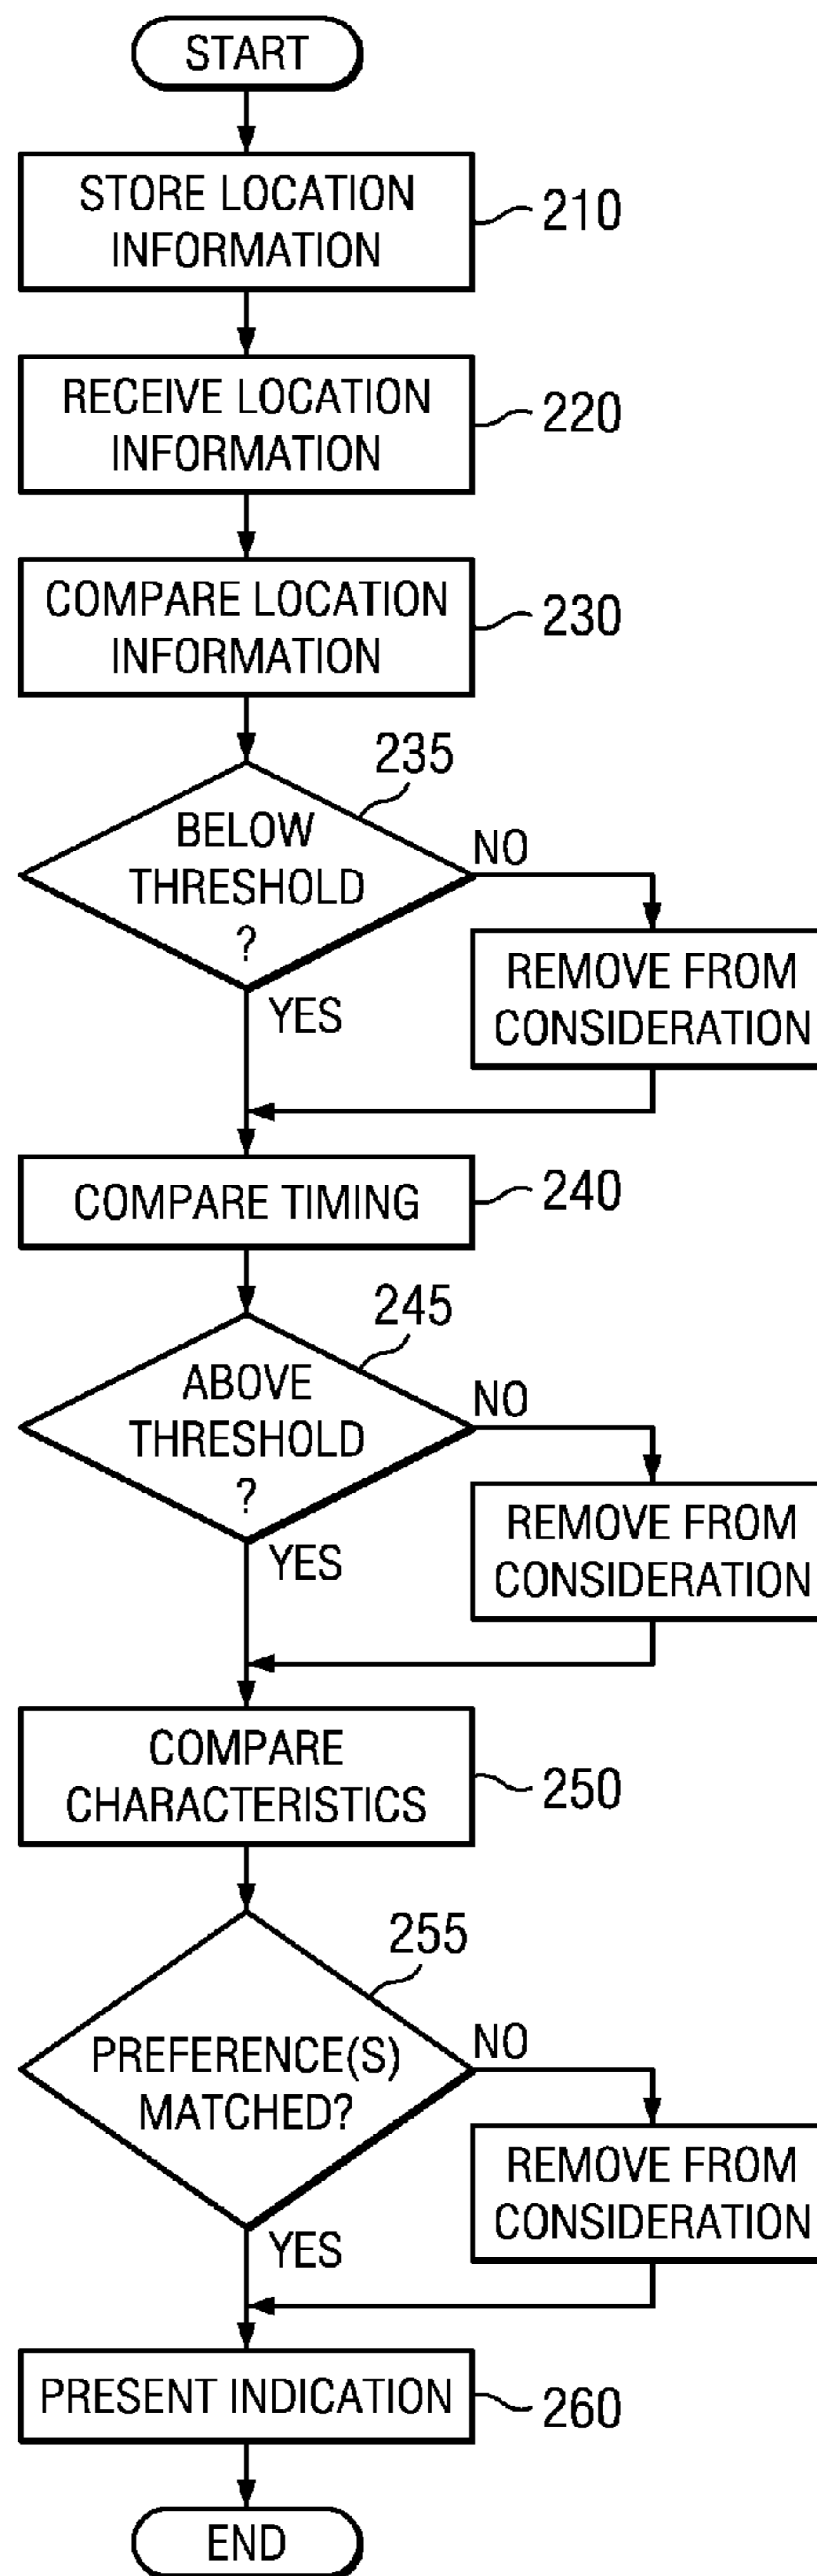 START
STORE LOCATION
INFORMATION
210
RECEIVE LOCATION
INFORMATION
220
COMPARE LOCATION
INFORMATION
230
235
BELOW
THRESHOLD
?
NO
YES
REMOVE FROM
CONSIDERATION
COMPARE TIMING
240
245
ABOVE
THRESHOLD
?
NO
YES
REMOVE FROM
CONSIDERATION
COMPARE
CHARACTERISTICS
250
255
PREFERENCE(S)
MATCHED?
NO
YES
REMOVE FROM
CONSIDERATION
PRESENT INDICATION
260
END